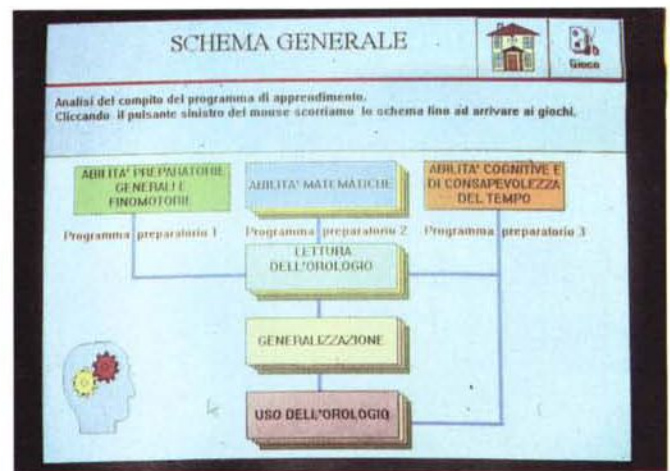 SCHEMA GENERALE
Gioco
Analisi del compito del programma di apprendimento.
Cliccando il pulsante sinistro del mouse scorriamo lo schema fino ad arrivare ai giochi.
ABILITA' PREPARATORIE
GENERALI E
FINOMOTORIE
ABILITA' MATEMATICHE
ABILITA' COGNITIVE E
DI CONSAPEVOLEZZA
DEL TEMPO
Programma preparatorio 1
Programma preparatorio 2
Programma preparatorio 3
LETTURA
DELL'OROLOGIO
GENERALIZZAZIONE
USO DELL'OROLOGIO